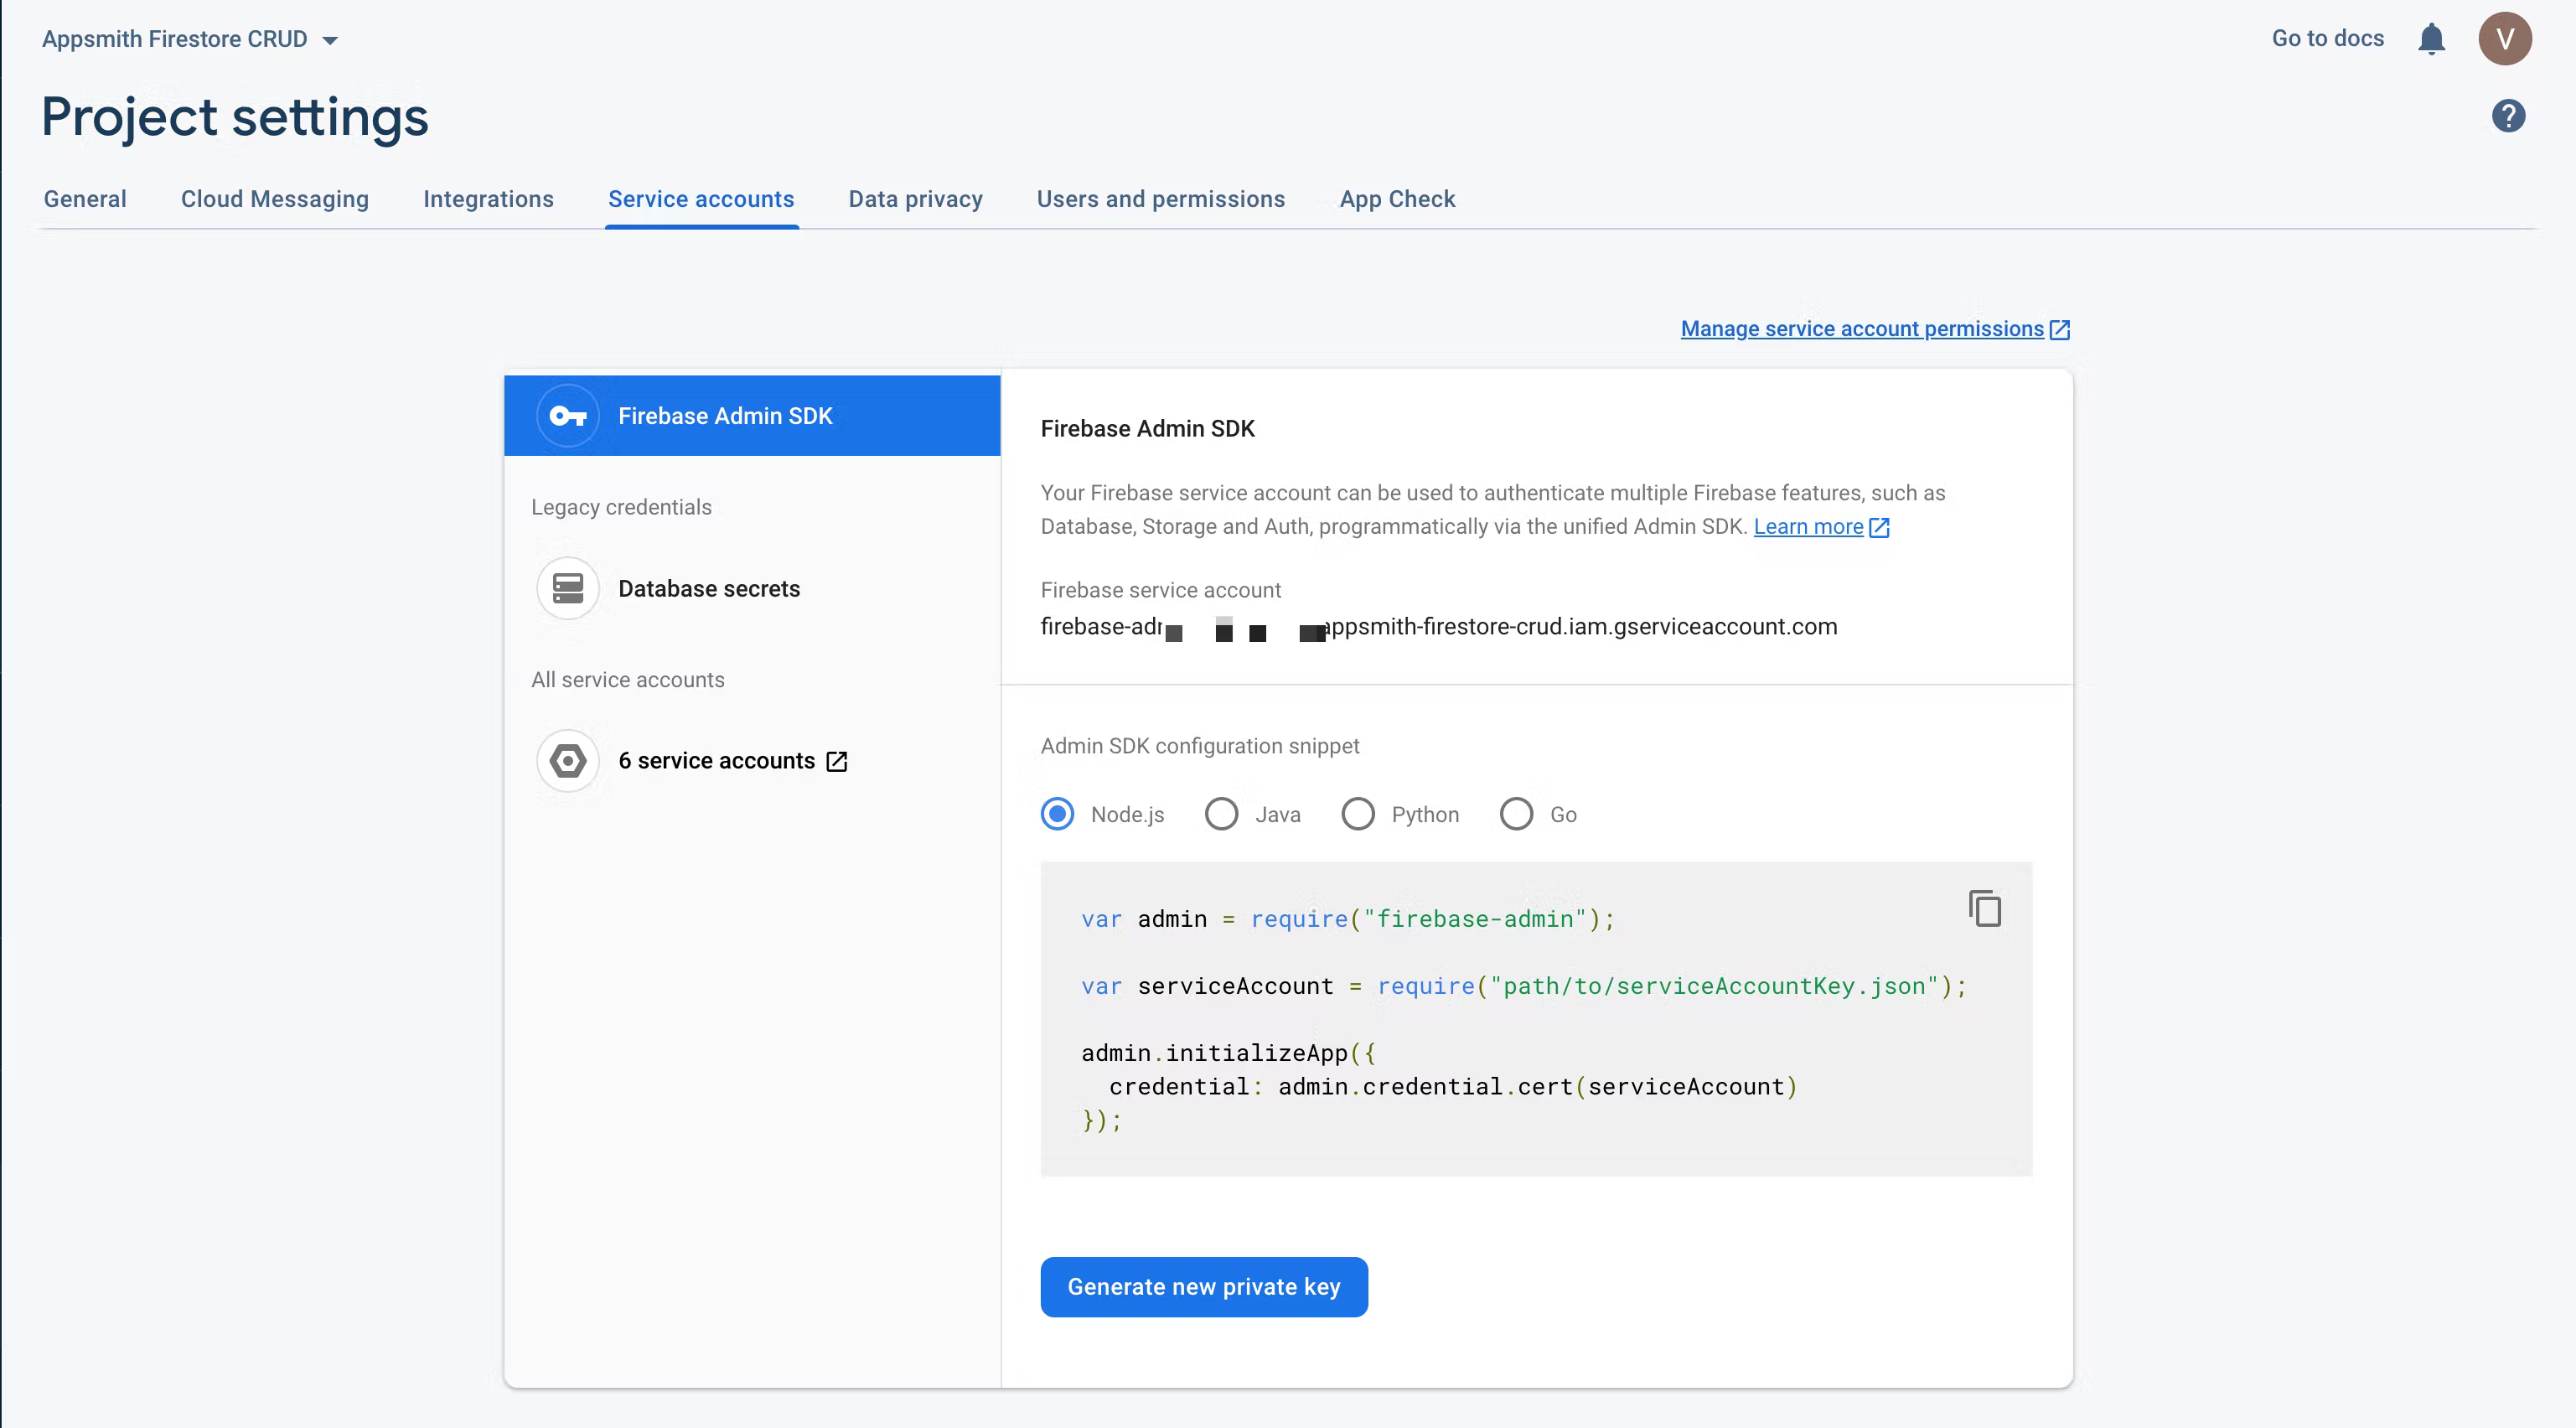 Appsmith Firestore CRUD
Go to docs
V
Project settings
?
General Cloud Messaging Integrations Service accounts Data privacy Users and permissions App Check
Manage service account permissions
Firebase Admin SDK
Legacy credentials
Database secrets
All service accounts
6 service accounts
Firebase Admin SDK
Your Firebase service account can be used to authenticate multiple Firebase features, such as
Database, Storage and Auth, programmatically via the unified Admin SDK. Learn more
Firebase service account
appsmith-firestore-crud.iam.gserviceaccount.com
Admin SDK configuration snippet
Node.js Java Python Go
var admin = require("firebase-admin");
var serviceAccount = require("path/to/serviceAccountKey.json");
admin.initializeApp({
credential: admin.credential.cert(serviceAccount)
});
Generate new private key